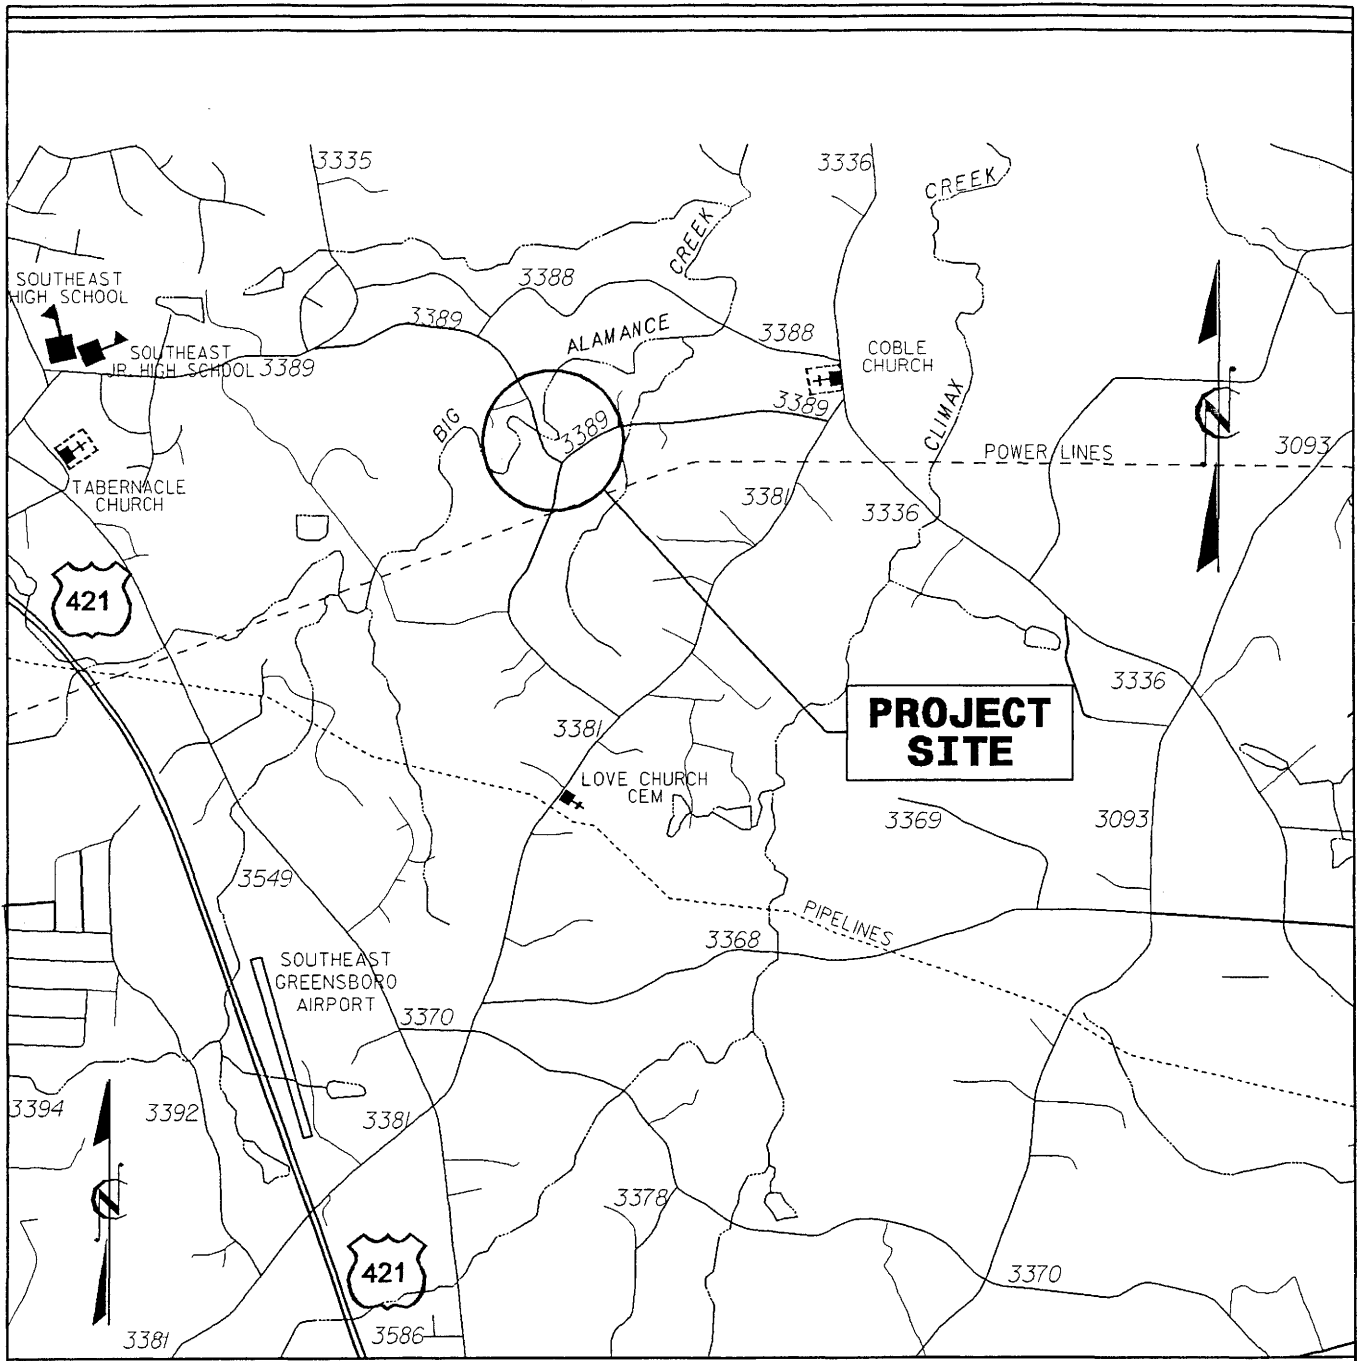 3335
3336
CREEK
CREEK
SOUTHEAST
HIGH SCHOOL
3388
3389
ALAMANCE
3388
SOUTHEAST
JR. HIGH SCHOOL
3389
COBLE
CHURCH
3389
BIG
3389
CLIMAX
POWER LINES
3093
TABERNACLE
CHURCH
3381
3336
421
PROJECT
SITE
3336
3381
LOVE CHURCH
CEM
3369
3093
3549
PIPELINES
3368
SOUTHEAST
GREENSBORO
AIRPORT
3370
3394
3392
3381
3378
421
3370
3381
3586
N
N